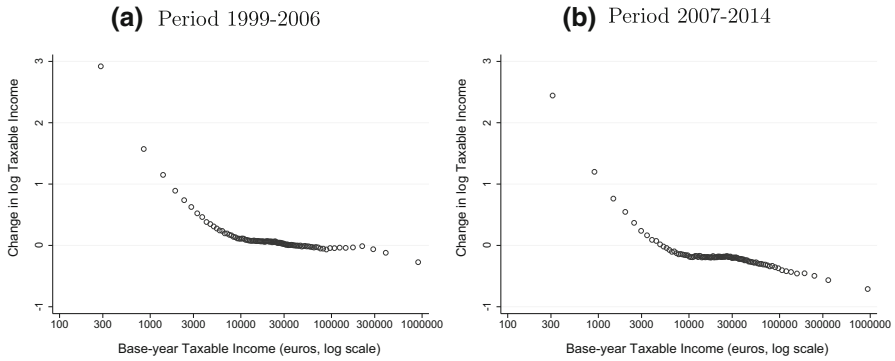 (a) Period 1999-2006
Change in log Taxable Income
3
2
1
0
-1
100 300 1000 3000 10000 30000 100000 300000 1000000
Base-year Taxable Income (euros, log scale)
(b) Period 2007-2014
Change in log Taxable Income
3
2
1
0
-1
100 300 1000 3000 10000 30000 100000 300000 1000000
Base-year Taxable Income (euros, log scale)